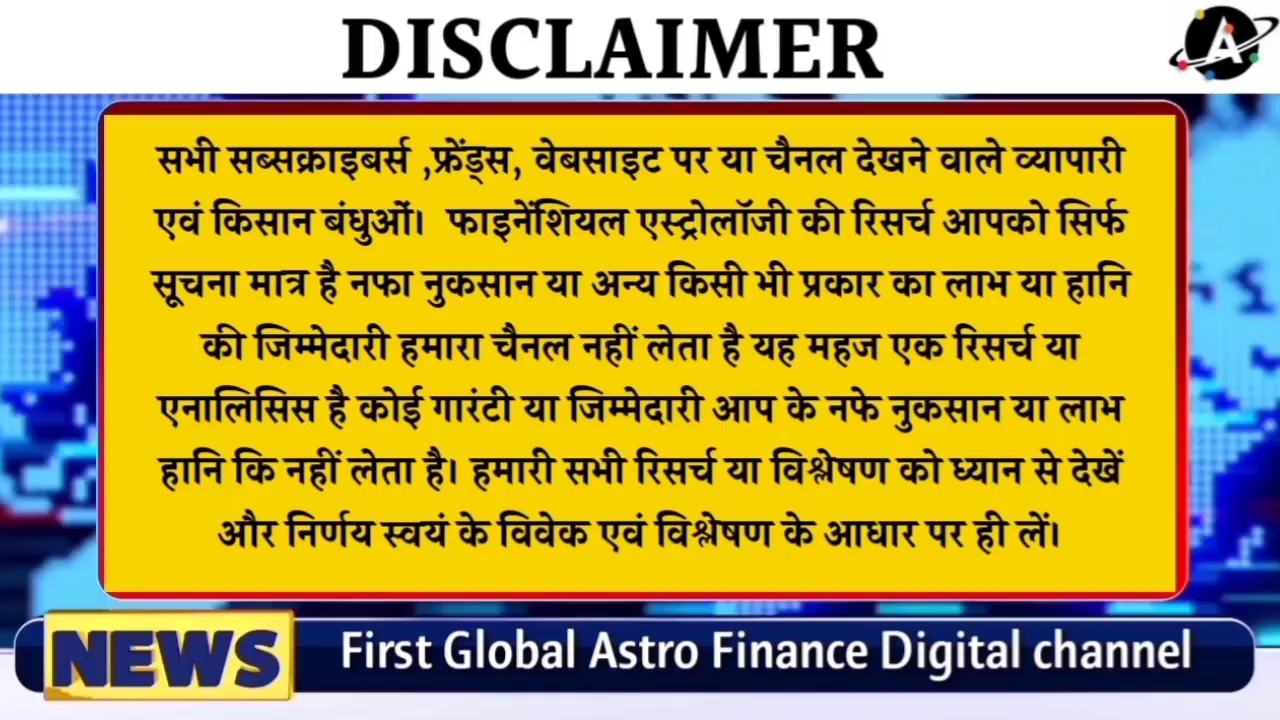 DISCLAIMER
A
सभी सब्सक्राइबर्स ,फ्रेंड्स, वेबसाइट पर या चैनल देखने वाले व्यापारी
एवं किसान बंधुओं। फाइनेंशियल एस्ट्रोलॉजी की रिसर्च आपको सिर्फ
सूचना मात्र है नफा नुकसान या अन्य किसी भी प्रकार का लाभ या हानि
की जिम्मेदारी हमारा चैनल नहीं लेता है यह महज एक रिसर्च या
एनालिसिस है कोई गारंटी या जिम्मेदारी आप के नफे नुकसान या लाभ
हानि कि नहीं लेता है। हमारी सभी रिसर्च या विश्लेषण को ध्यान से देखें
और निर्णय स्वयं के विवेक एवं विश्लेषण के आधार पर ही लें।
NEWS
First Global Astro Finance Digital channel